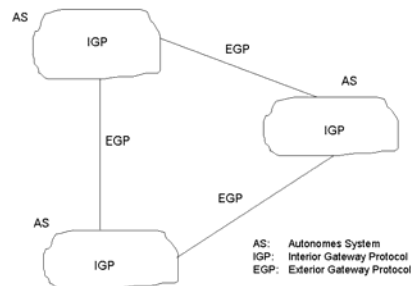 AS
IGP
EGP
AS
IGP
EGP
EGP
AS
IGP
AS: Autonomes System
IGP: Interior Gateway Protocol
EGP: Exterior Gateway Protocol